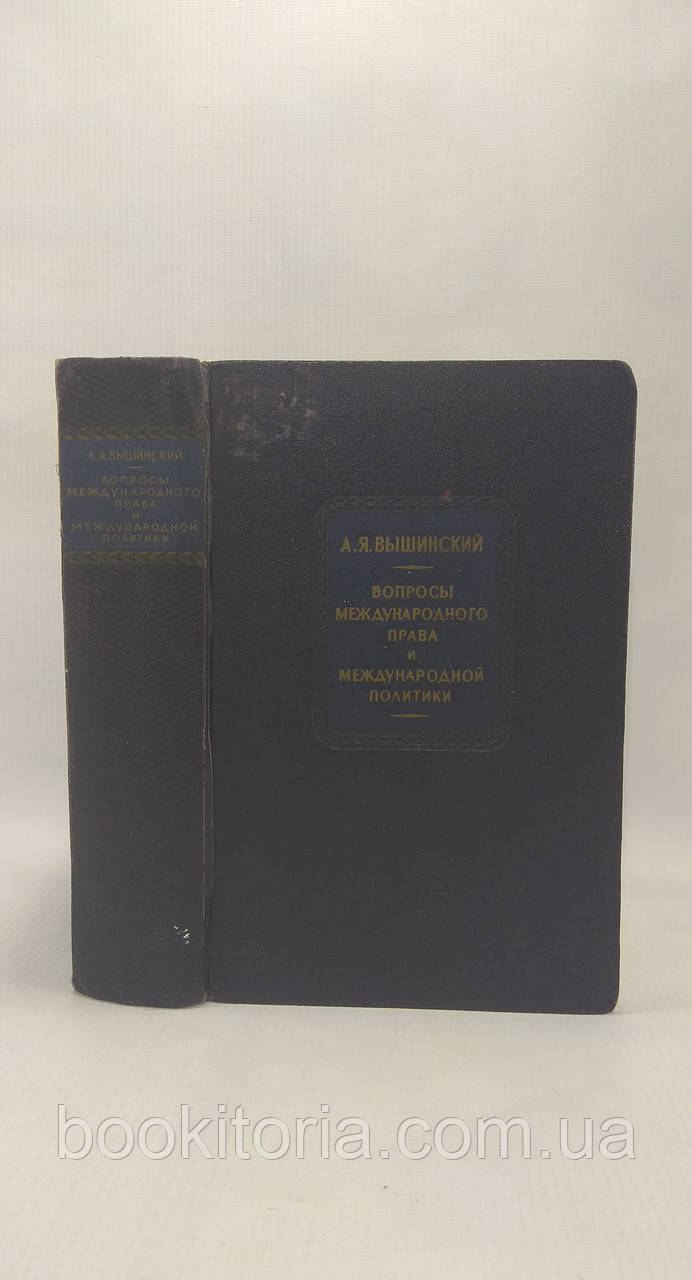 А.Я.ВЫШИНСКИЙ
ВОПРОСЫ
МЕЖДУНАРОДНОГО
ПРАВА
И
МЕЖДУНАРОДНОЙ
ПОЛИТИКИ
А.Я.ВЫШИНСКИЙ
ВОПРОСЫ
МЕЖДУНАРОДНОГО
ПРАВА
И
МЕЖДУНАРОДНОЙ
ПОЛИТИКИ
bookitoria.com.ua